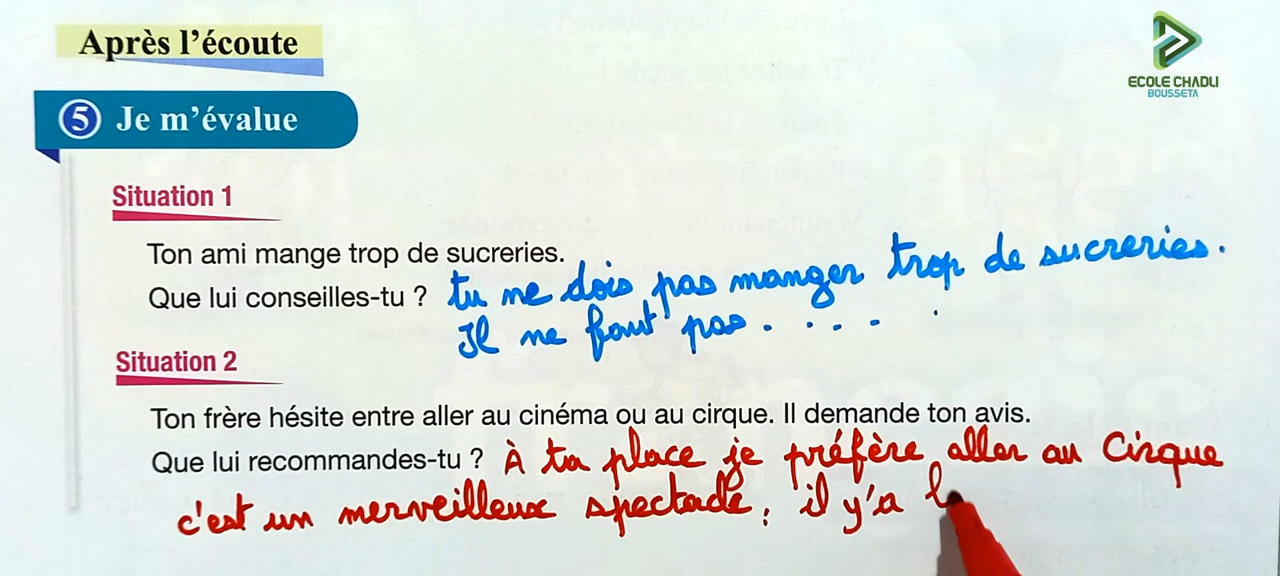 Après l'écoute
ECOLE CHADLI
BOUSSETA
5 Je m'évalue
Situation 1
Ton ami mange trop de sucreries.
Que lui conseilles-tu ? tu ne dois pas manger trop de sucreries.
Il ne faut pas . . . . .
Situation 2
Ton frère hésite entre aller au cinéma ou au cirque. Il demande ton avis.
Que lui recommandes-tu ? À ta place je préfère aller au Cirque
c'est un merveilleux spectacle, il y'a